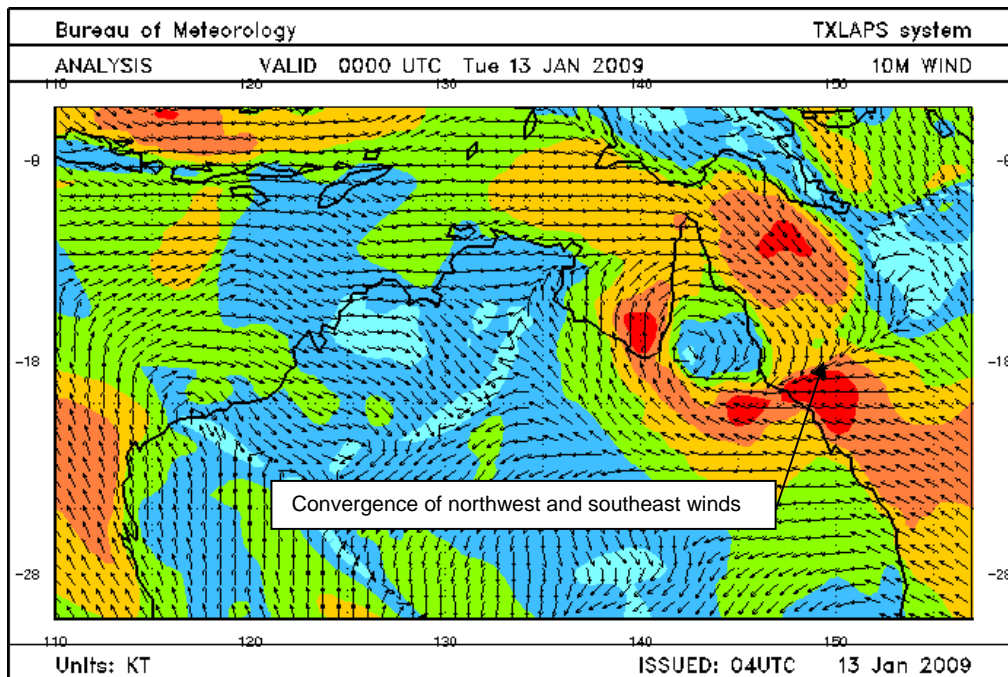 Bureau of Meteorology TXLAPS system
ANALYSIS VALID 0000 UTC Tue 13 JAN 2009 10M WIND
110 120 130 140 150
-8 -8
-18 -18
Convergence of northwest and southeast winds
-28 -28
110 120 130 140 150
Units: KT ISSUED: 04UTC 13 Jan 2009